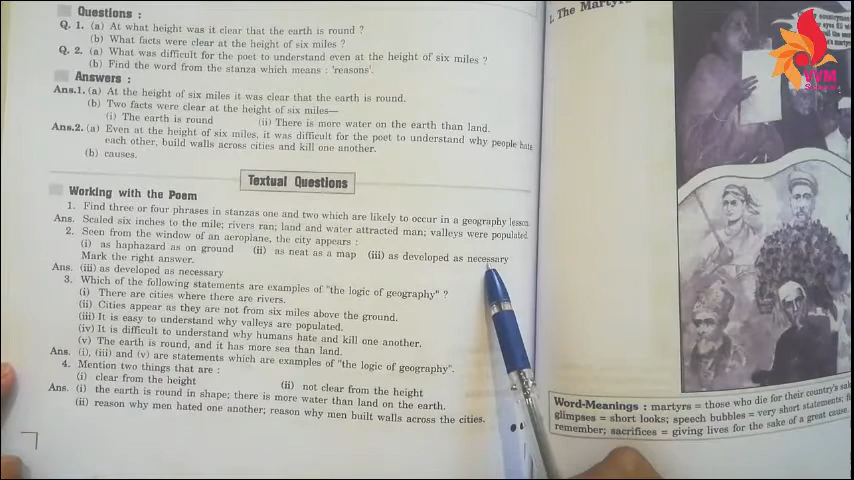 Questions :
Q. 1. (a) At what height was it clear that the earth is round ?
(b) What facts were clear at the height of six miles ?
Q. 2. (a) What was difficult for the poet to understand even at the height of six miles ?
(b) Find the word from the stanza which means : 'reasons'.
Answers :
Ans.1. (a) At the height of six miles it was clear that the earth is round.
(b) Two facts were clear at the height of six miles—
(i) The earth is round (ii) There is more water on the earth than land.
Ans.2. (a) Even at the height of six miles, it was difficult for the poet to understand why people hate
each other, build walls across cities and kill one another.
(b) causes.
Textual Questions
Working with the Poem
1. Find three or four phrases in stanzas one and two which are likely to occur in a geography lesson.
Ans. Scaled six inches to the mile; rivers ran; land and water attracted man; valleys were populated.
2. Seen from the window of an aeroplane, the city appears :
(i) as haphazard as on ground (ii) as neat as a map (iii) as developed as necessary
Mark the right answer.
Ans. (iii) as developed as necessary
3. Which of the following statements are examples of "the logic of geography" ?
(i) There are cities where there are rivers.
(ii) Cities appear as they are not from six miles above the ground.
(iii) It is easy to understand why valleys are populated.
(iv) It is difficult to understand why humans hate and kill one another.
(v) The earth is round, and it has more sea than land.
Ans. (i), (iii) and (v) are statements which are examples of "the logic of geography".
4. Mention two things that are :
(i) clear from the height (ii) not clear from the height
Ans. (i) the earth is round in shape; there is more water than land on the earth.
(ii) reason why men hated one another; reason why men built walls across the cities.
1. The Martyrs
countrymen
eyes fill wi
VVM
Word-Meanings : martyrs = those who die for their country's sak
glimpses = short looks; speech bubbles = very short statements;
remember; sacrifices = giving lives for the sake of a great cause.